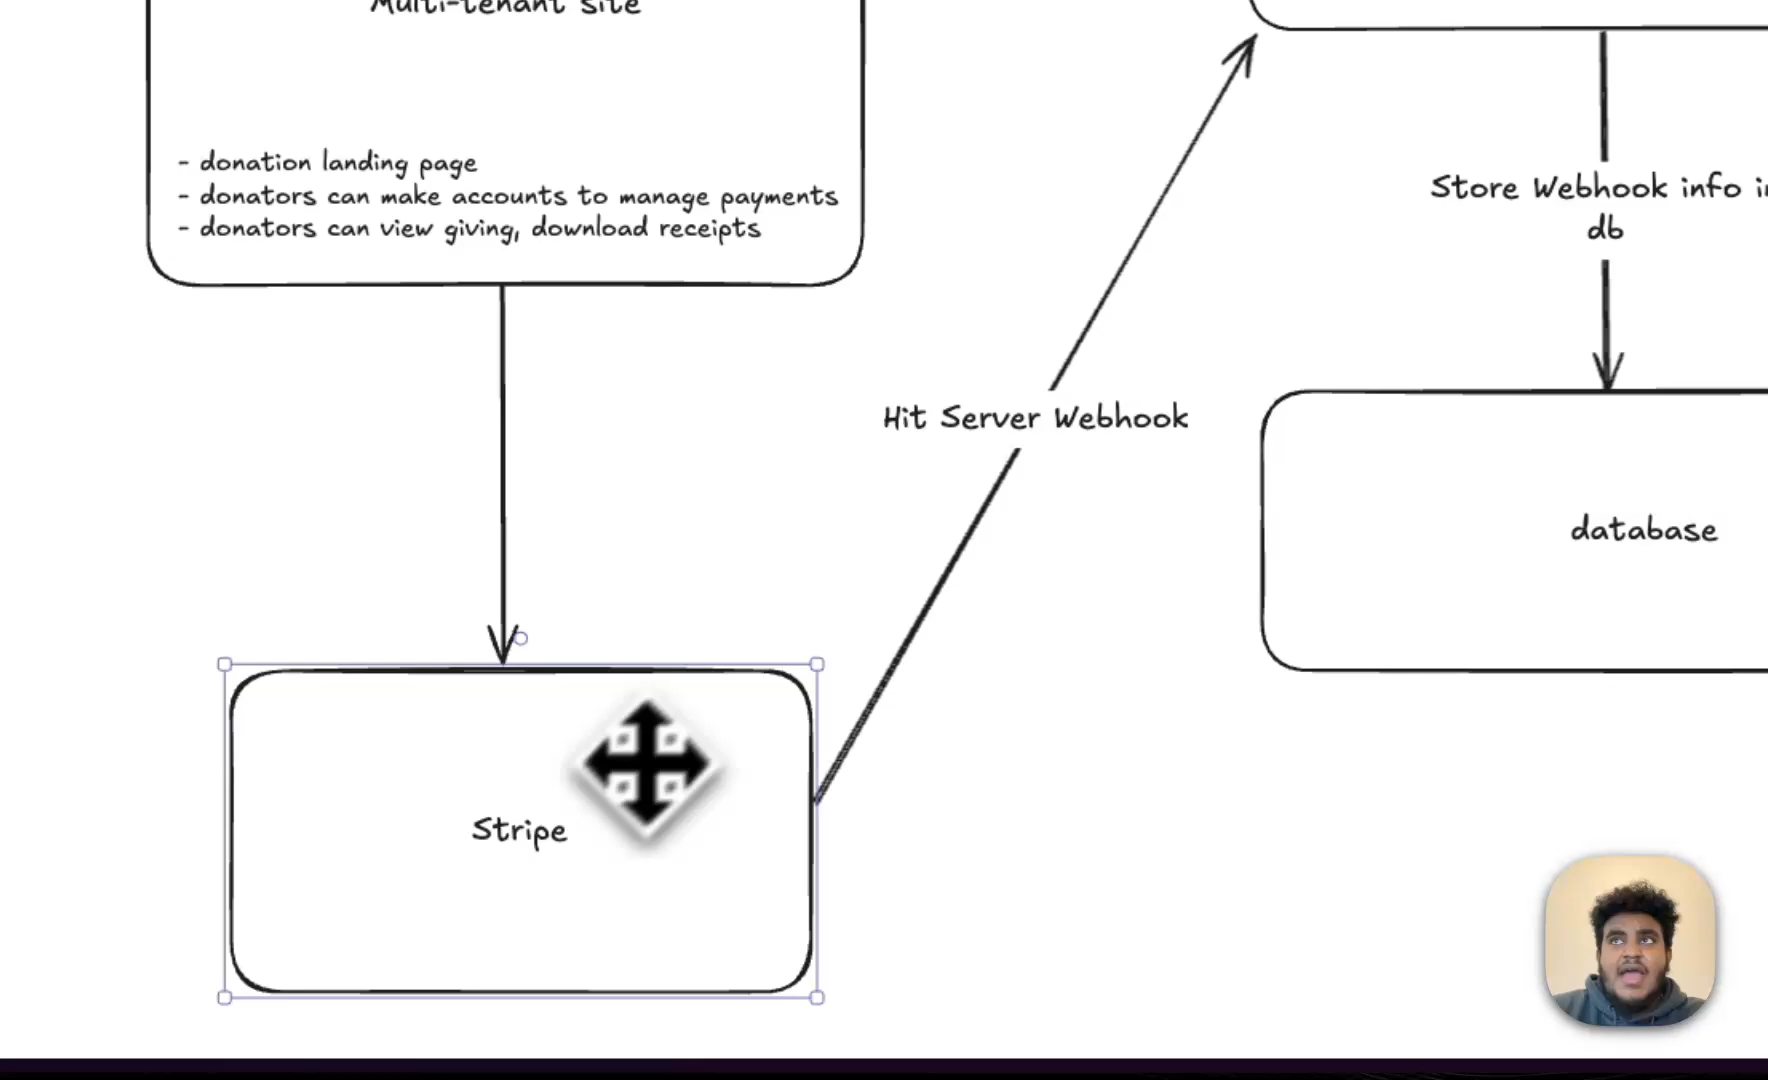 Multi-tenant site
- donation landing page
- donators can make accounts to manage payments
- donators can view giving, download receipts
Store Webhook info
db
Hit Server Webhook
database
Stripe